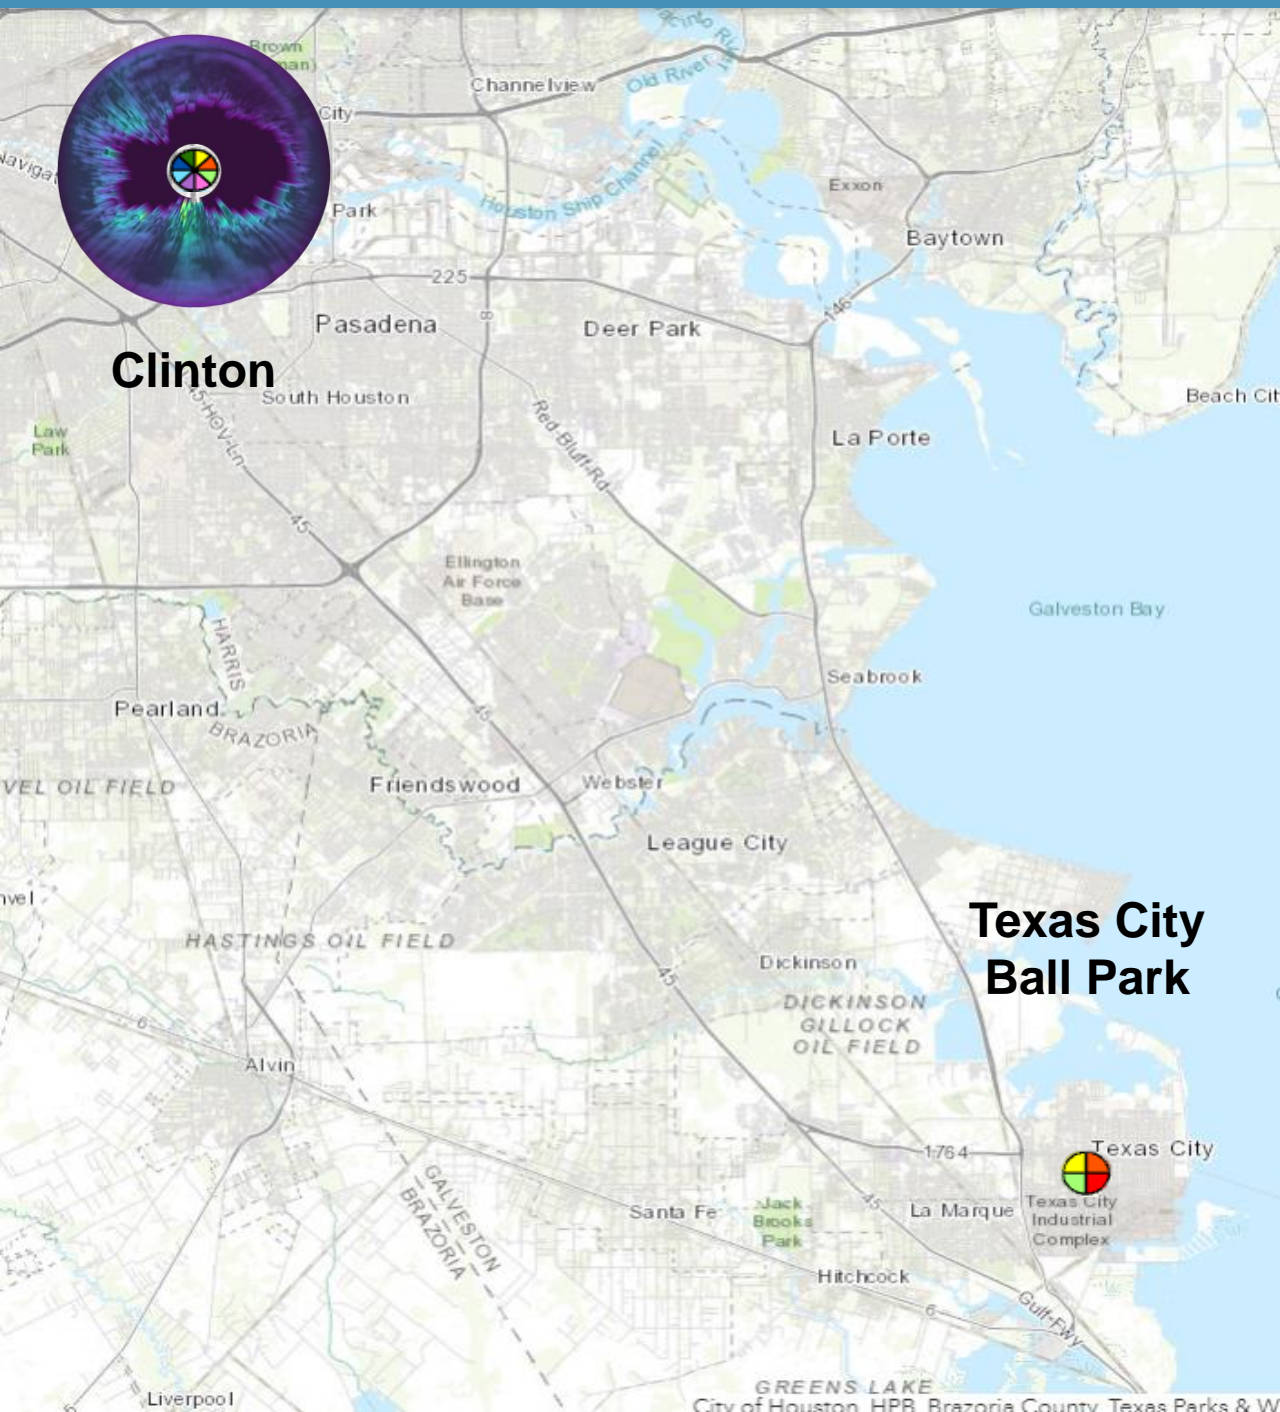 Brown
man)
Channelview
Old River
City
Navigat
Houston Ship Channel
Exxon
Park
Baytown
225
146
8
Pasadena
Deer Park
Clinton
45-HOV-Ln
South Houston
Beach Cit
Red-Bluff-Rd
Law
Park
La Porte
45
Ellington
Air Force
Base
Galveston Bay
HARRIS
Seabrook
Pearland
BRAZORIA
45
VEL OIL FIELD
Friendswood
Webster
League City
nvel
Texas City
Ball Park
HASTINGS OIL FIELD
Dickinson
45
DICKINSON
GILLOCK
OIL FIELD
6
Alvin
1764
Texas City
GALVESTON
BRAZORIA
Santa Fe
Jack
Brooks
Park
45
La Marque
Texas City
Industrial
Complex
Hitchcock
6
Gulf-Fwy
GREENS LAKE
Liverpool
City of Houston, HPB, Brazoria County, Texas Parks & W